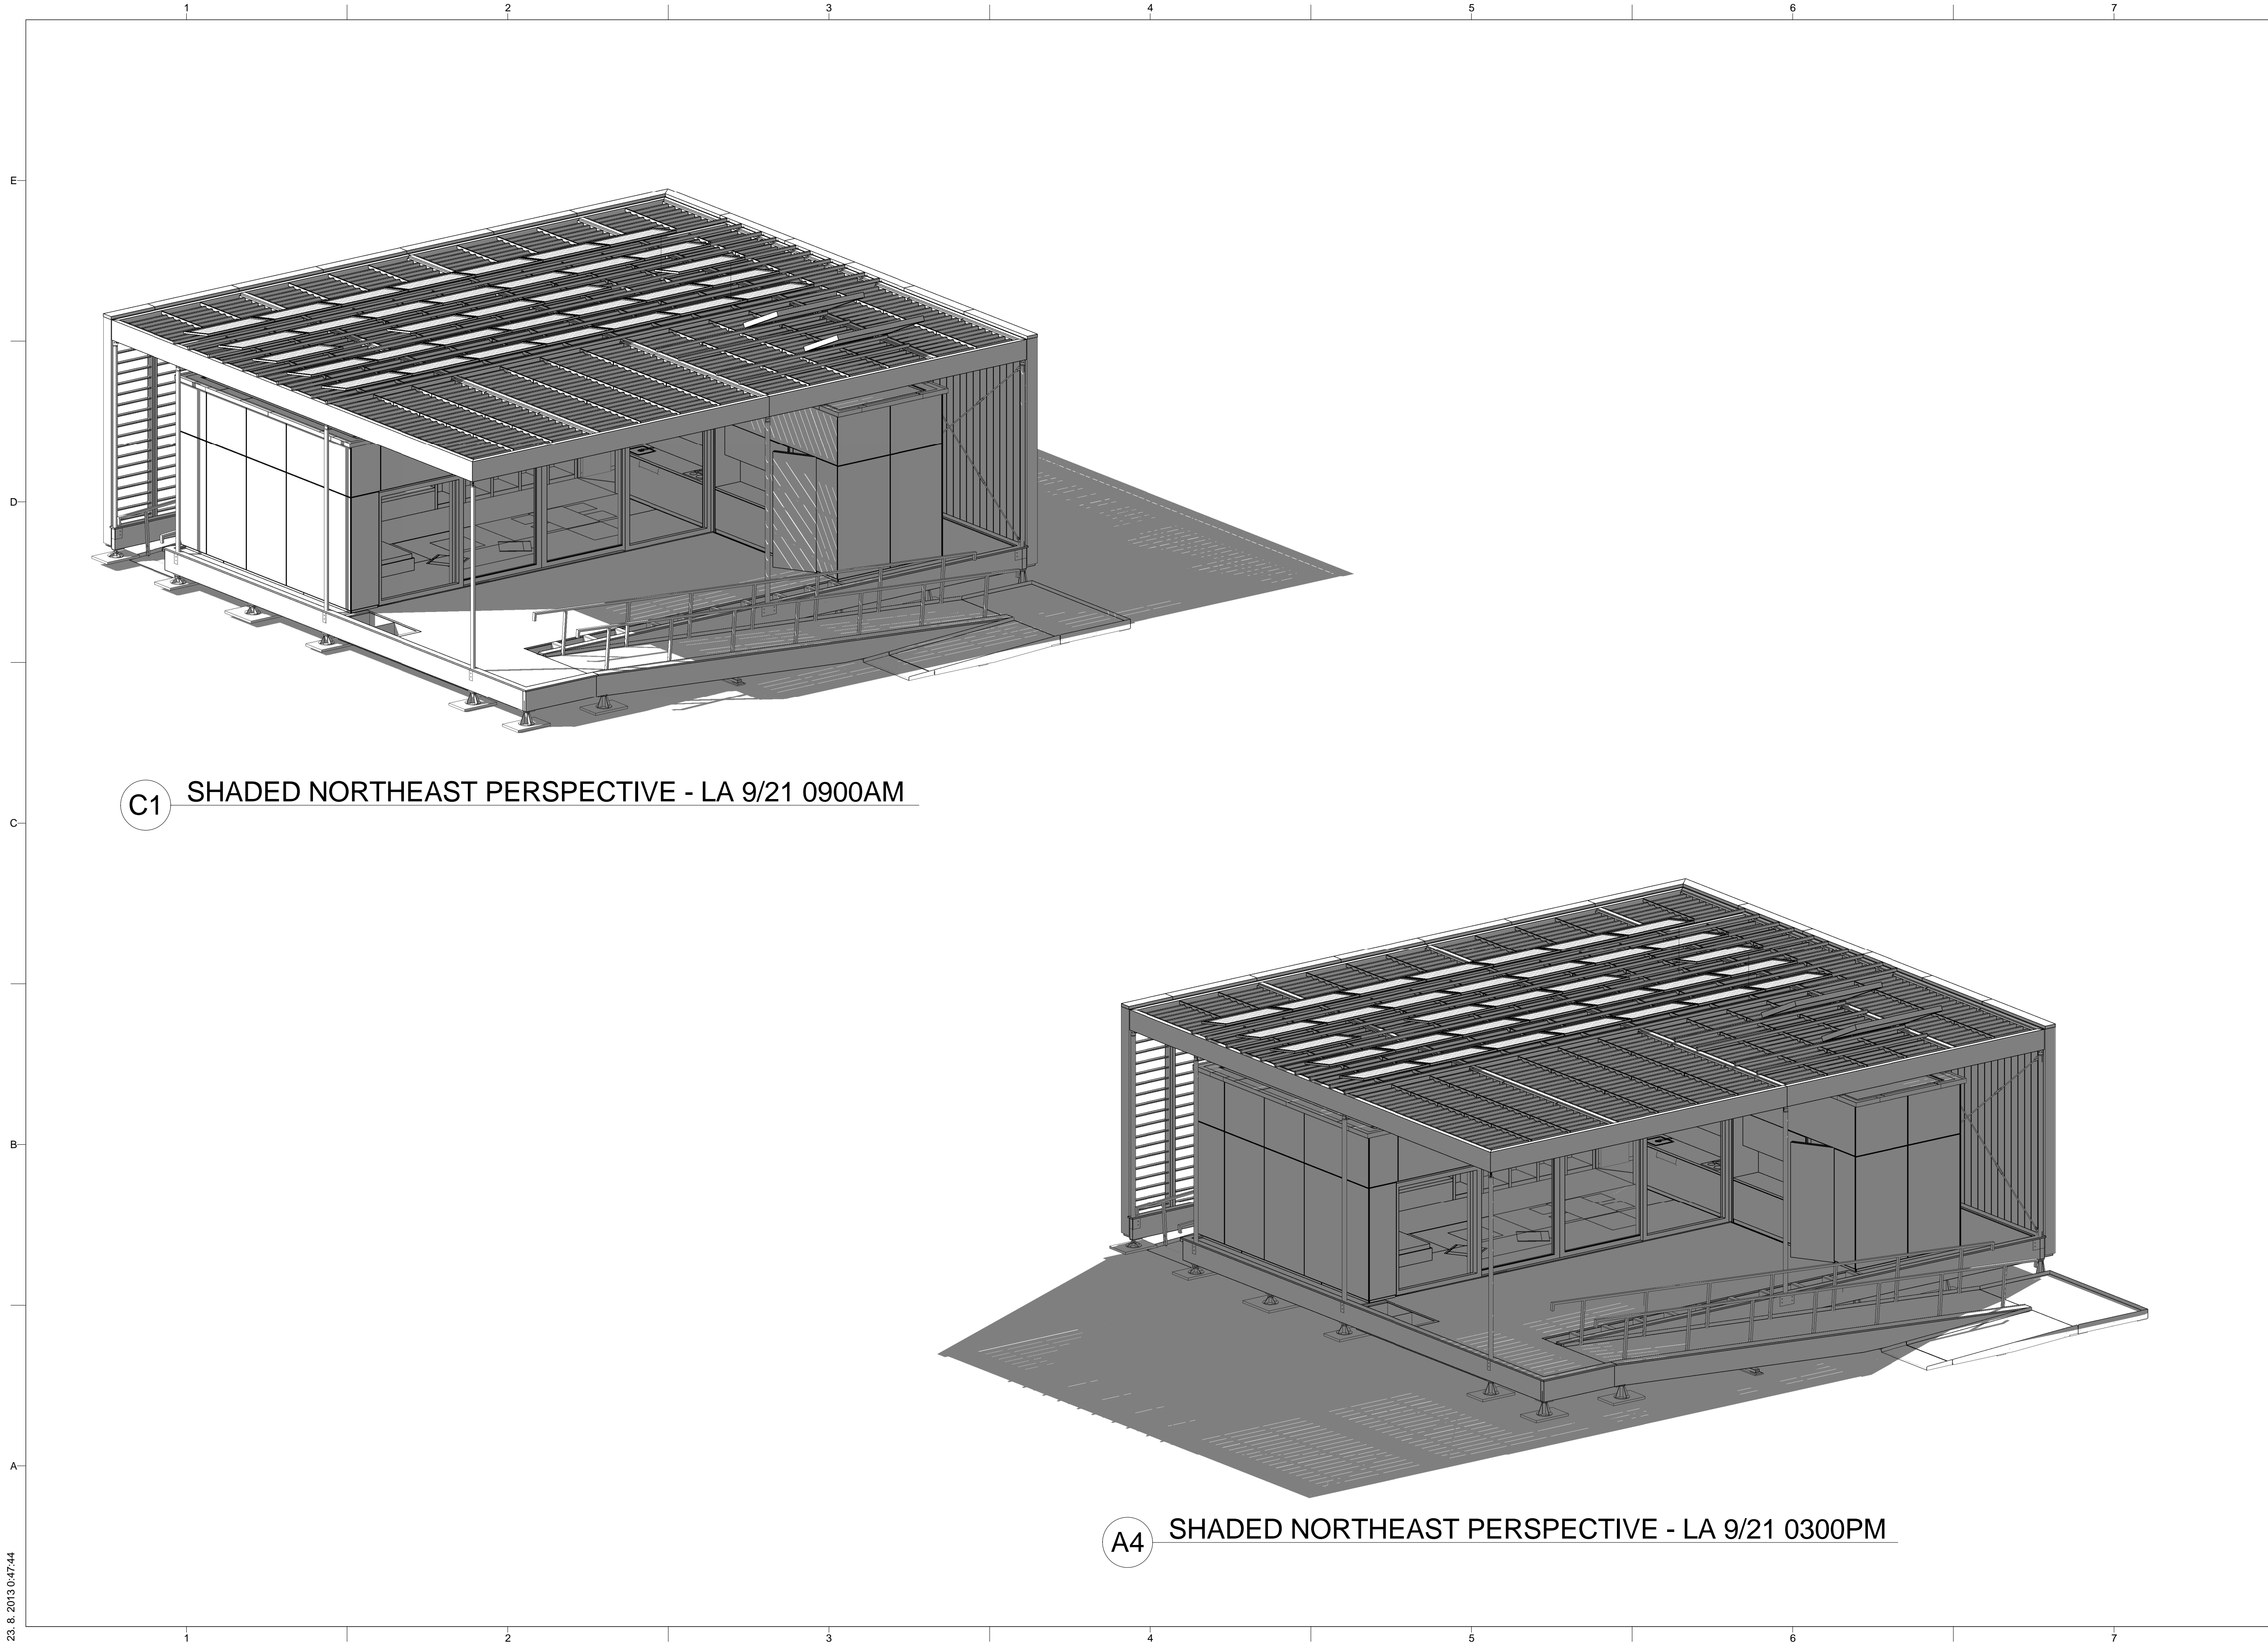 1 2 3 4 5 6 7
E
D
C1 SHADED NORTHEAST PERSPECTIVE - LA 9/21 0900AM
C
B
A
A4 SHADED NORTHEAST PERSPECTIVE - LA 9/21 0300PM
23. 8. 2013 0:47:44
1 2 3 4 5 6 7